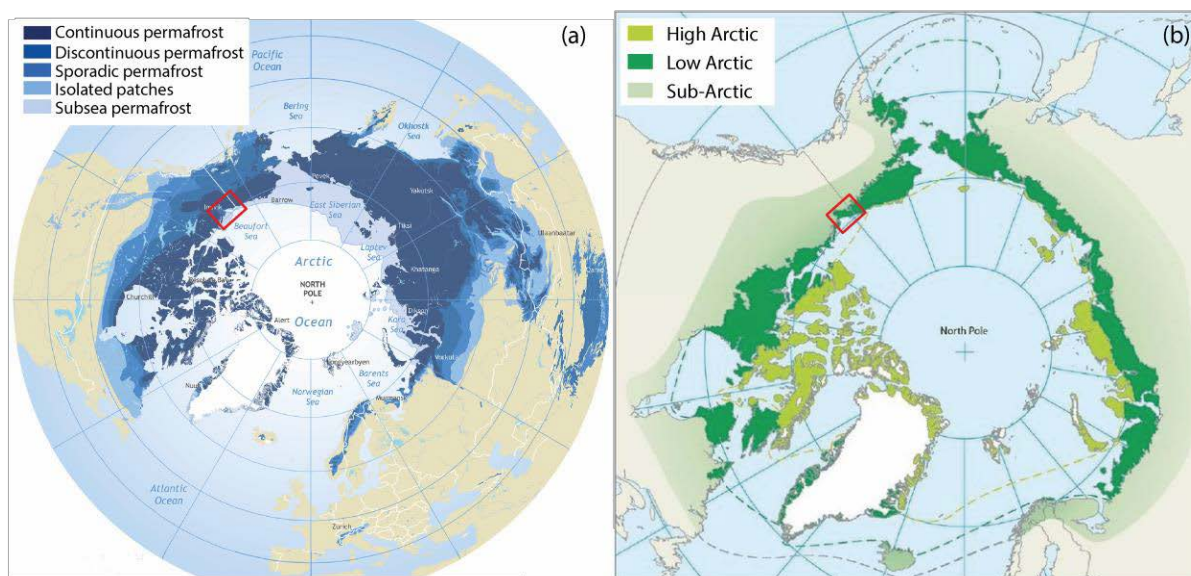 Continuous permafrost
Discontinuous permafrost
Sporadic permafrost
Isolated patches
Subsea permafrost
(a)
Pacific
Ocean
Bering
Sea
Okhostk
Sea
Barrow
Pevek
Yakutsk
East Siberian
Sea
Beaufort
Sea
Tiksi
Laptev
Sea
Ulaanbaatar
Arctic
Khatanga
NORTH
POLE
Churchill
Ocean
Alert
Dikson
Kara
Sea
Longyearbyen
Vorkuta
Barents
Sea
Nuuk
Norwegian
Sea
Murmansk
Atlantic
Ocean
Zurich
High Arctic
Low Arctic
Sub-Arctic
(b)
North Pole